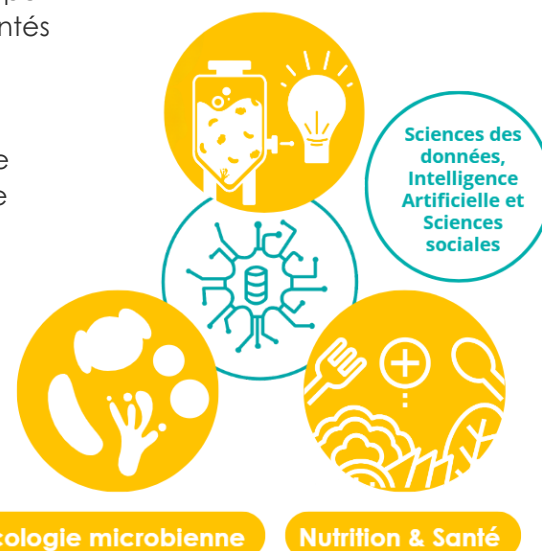 ntés
e
e
Sciences des
données,
Intelligence
Artificielle et
Sciences
sociales
cologie microbienne
Nutrition & Santé